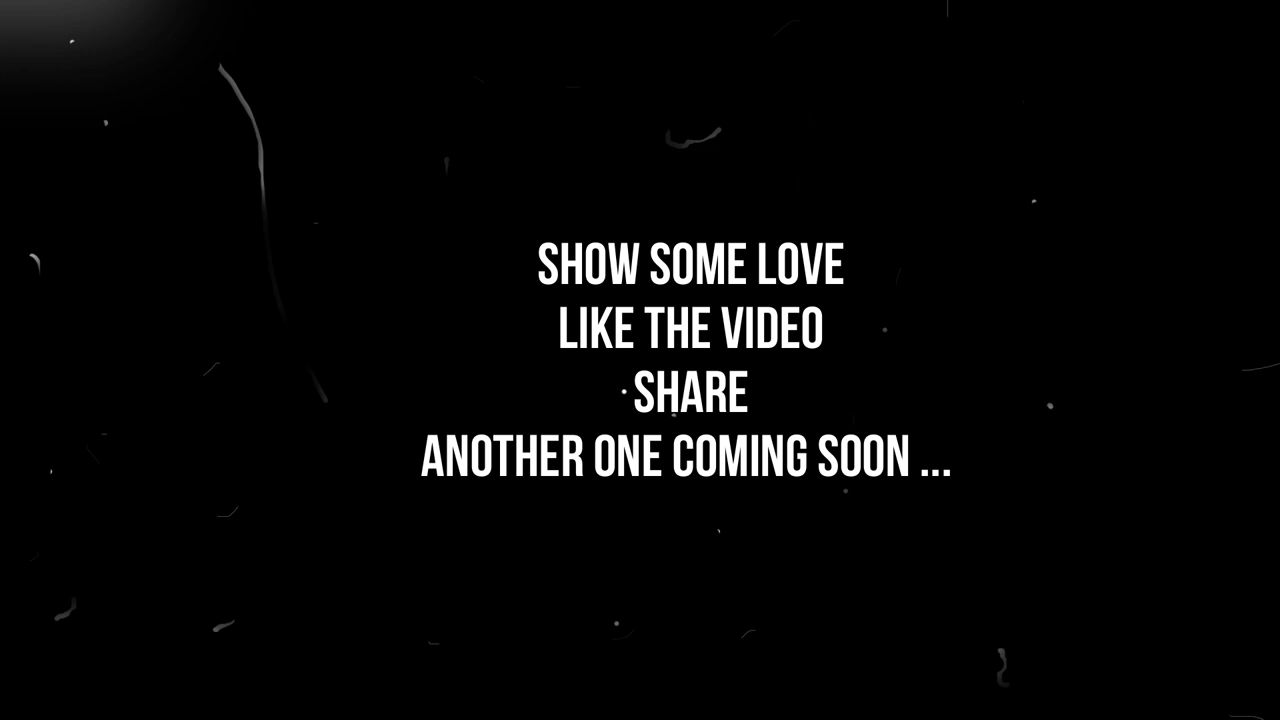 SHOW SOME LOVE
LIKE THE VIDEO
SHARE
ANOTHER ONE COMING SOON ...